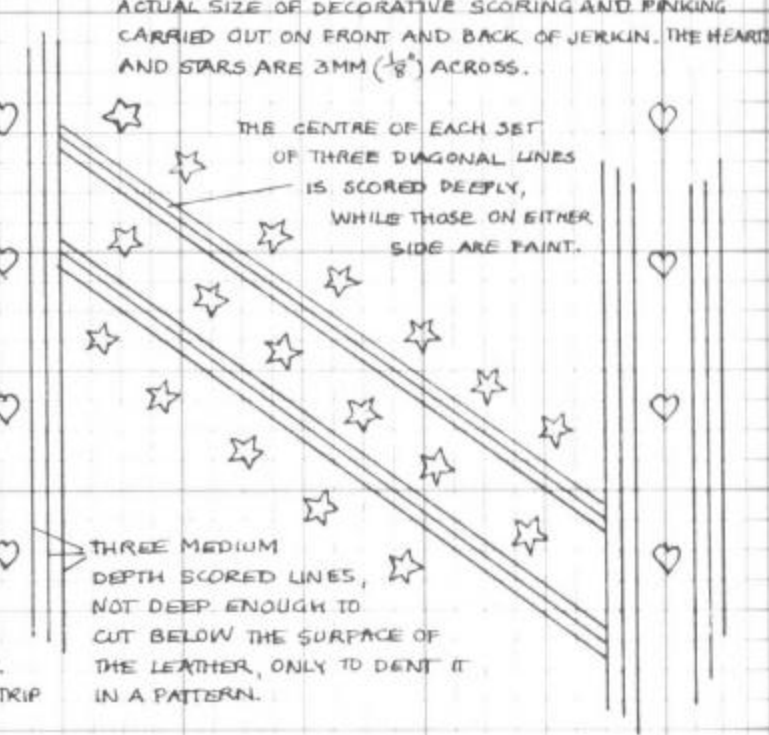 ACTUAL SIZE OF DECORATIVE SCORING AND PINKING
CARRIED OUT ON FRONT AND BACK OF JERKIN. THE HEARTS
AND STARS ARE 3MM (1/8") ACROSS.
THE CENTRE OF EACH SET
OF THREE DIAGONAL LINES
IS SCORED DEEPLY,
WHILE THOSE ON EITHER
SIDE ARE FAINT.
THREE MEDIUM
DEPTH SCORED LINES,
NOT DEEP ENOUGH TO
CUT BELOW THE SURFACE OF
THE LEATHER, ONLY TO DENT IT
IN A PATTERN.
TRIP